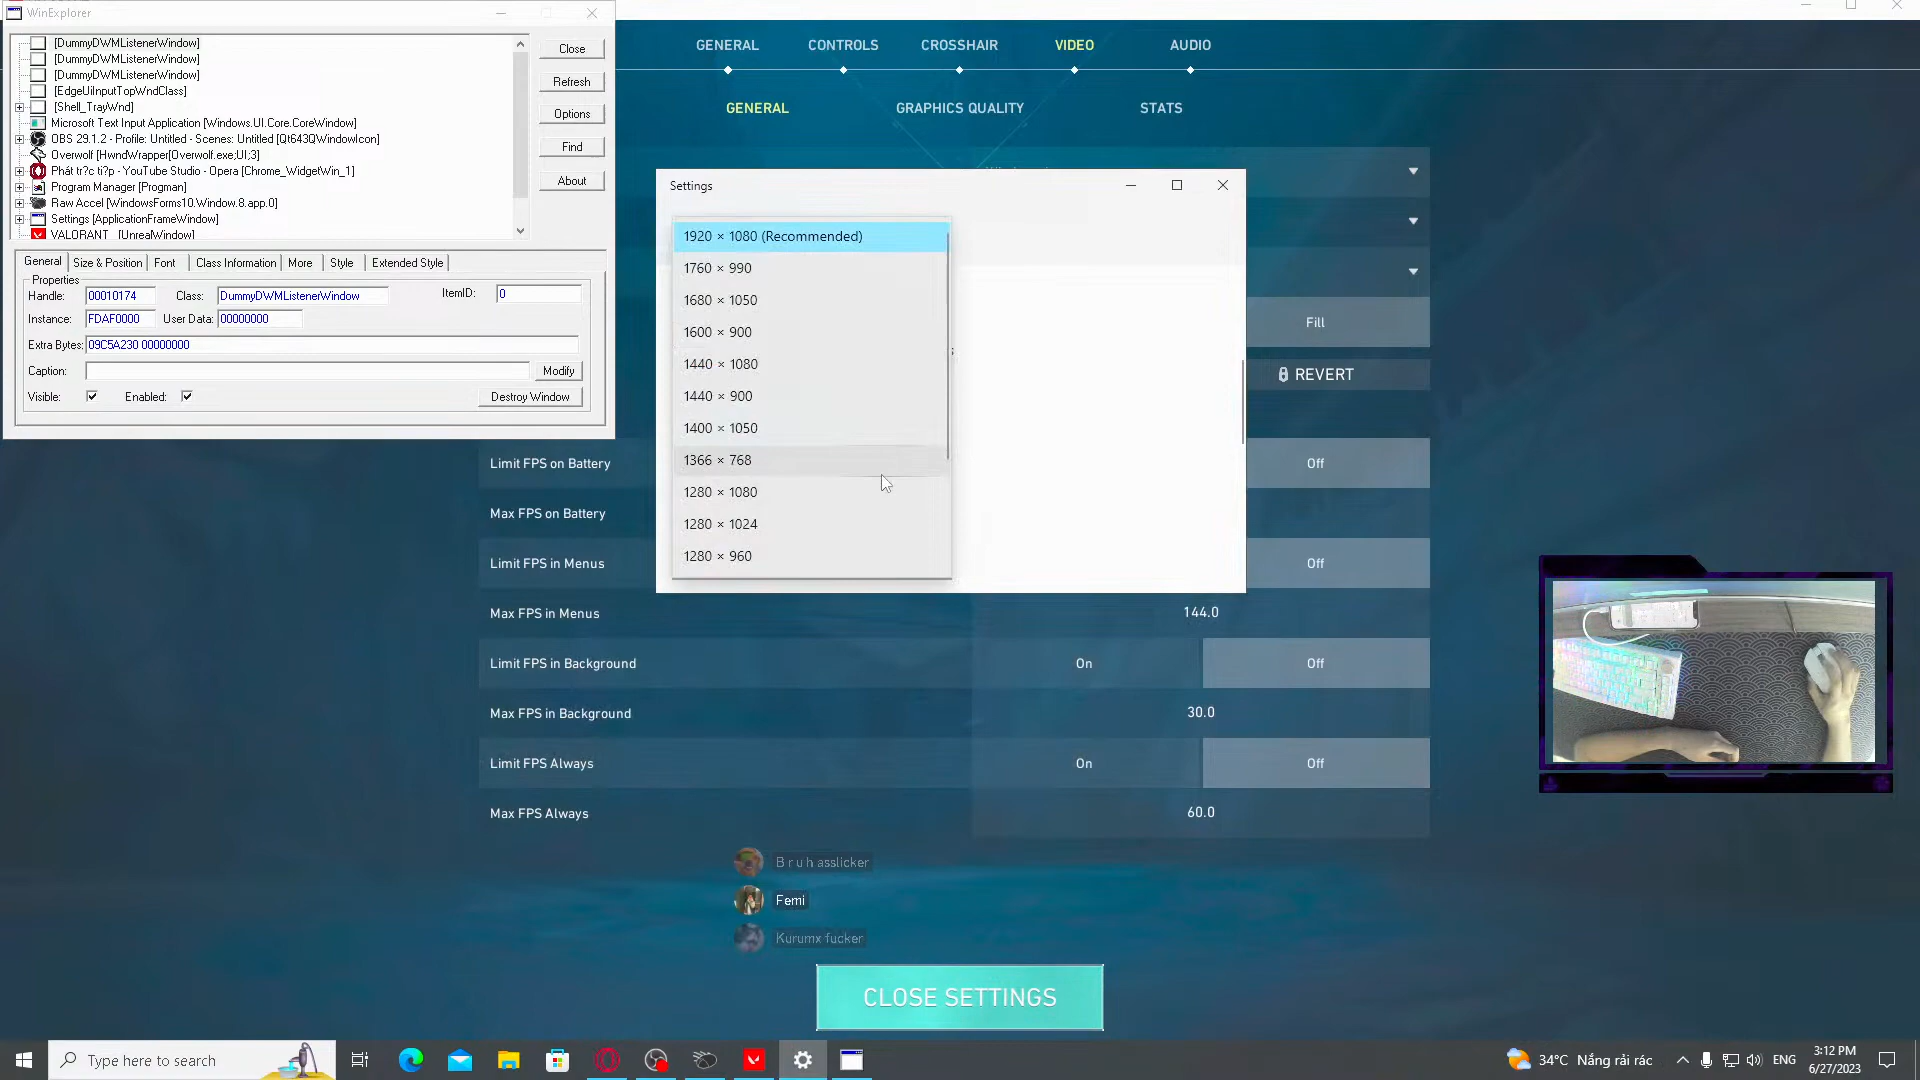 WinExplorer
[DummyDWMListenerWindow]
[DummyDWMListenerWindow]
[DummyDWMListenerWindow]
[EdgeUiInputTopWndClass]
[Shell_TrayWnd]
Microsoft Text Input Application [Windows.UI.Core.CoreWindow]
OBS 29.1.2 - Profile: Untitled - Scenes: Untitled [Qt643QWindowIcon]
Overwolf [HwndWrapper[Overwolf.exe;UI;3]
Phát tr?c ti?p - YouTube Studio - Opera [Chrome_WidgetWin_1]
Program Manager [Progman]
Raw Accel [WindowsForms10.Window.8.app.0]
Settings [ApplicationFrameWindow]
VALORANT [UnrealWindow]
Close
Refresh
Options
Find
About
General Size & Position Font Class Information More Style Extended Style
Properties
Handle: 00010174 Class: DummyDWMListenerWindow ItemID: 0
Instance: FDAF0000 User Data: 00000000
Extra Bytes: 09C5A230 00000000
Caption: Modify
Visible: Enabled: Destroy Window
GENERAL CONTROLS CROSSHAIR VIDEO AUDIO
GENERAL GRAPHICS QUALITY STATS
Settings
1920 × 1080 (Recommended)
1760 × 990
1680 × 1050
1600 × 900
1440 × 1080
1440 × 900
1400 × 1050
1366 × 768
1280 × 1080
1280 × 1024
1280 × 960
Fill
REVERT
Limit FPS on Battery Off
Max FPS on Battery
Limit FPS in Menus Off
Max FPS in Menus 144.0
Limit FPS in Background On Off
Max FPS in Background 30.0
Limit FPS Always On Off
Max FPS Always 60.0
B r u h asslicker
Femi
Kurumx fucker
CLOSE SETTINGS
Type here to search
34°C Nắng rải rác
ENG
3:12 PM
6/27/2023